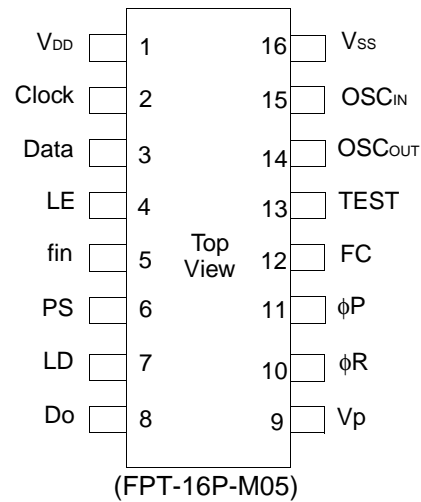 VDD 1 16 VSS
Clock 2 15 OSCIN
Data 3 14 OSCOUT
LE 4 13 TEST
fin 5 Top View 12 FC
PS 6 11 ϕP
LD 7 10 ϕR
Do 8 9 Vp
(FPT-16P-M05)